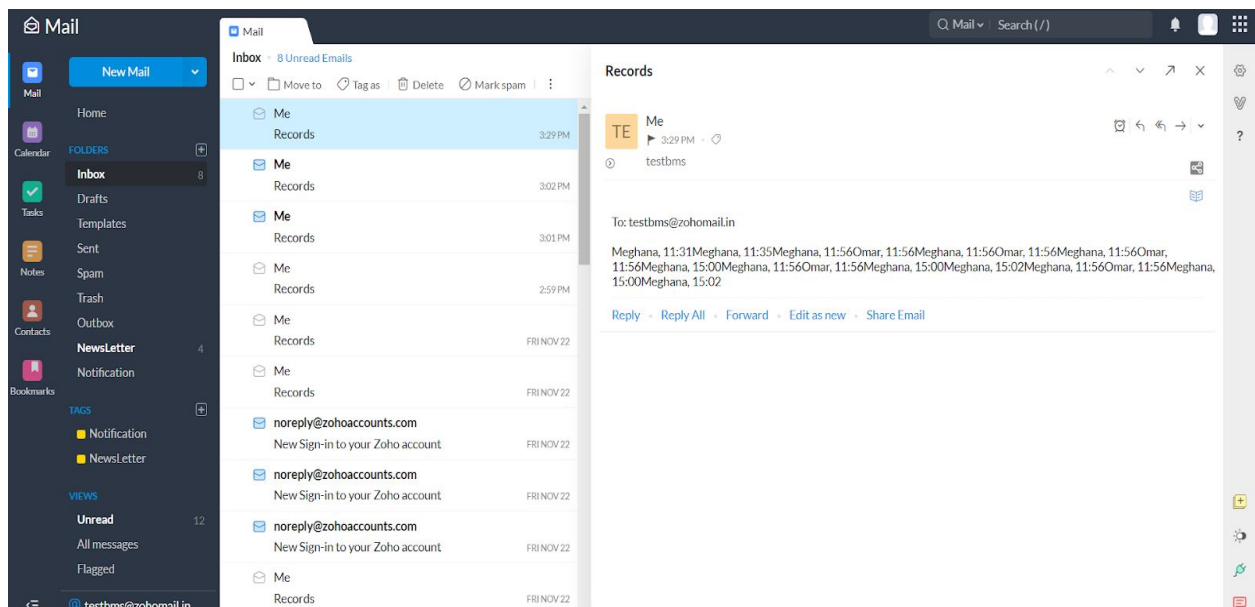 Mail
Mail
Q Mail Search ( / )
Mail
Calendar
Tasks
Notes
Contacts
Bookmarks
New Mail
Home
FOLDERS
Inbox 8
Drafts
Templates
Sent
Spam
Trash
Outbox
NewsLetter 4
Notification
TAGS
Notification
NewsLetter
VIEWS
Unread 12
All messages
Flagged
testbms@zohomail.in
Inbox 8 Unread Emails
Move to Tag as Delete Mark spam
Me
Records 3:29 PM
Me
Records 3:02 PM
Me
Records 3:01 PM
Me
Records 2:59 PM
Me
Records FRI NOV 22
Me
Records FRI NOV 22
noreply@zohoaccounts.com
New Sign-in to your Zoho account FRI NOV 22
noreply@zohoaccounts.com
New Sign-in to your Zoho account FRI NOV 22
noreply@zohoaccounts.com
New Sign-in to your Zoho account FRI NOV 22
Me
Records FRI NOV 22
Records
TE
Me
3:29 PM
testbms
To: testbms@zohomail.in
Meghana, 11:31Meghana, 11:35Meghana, 11:56Omar, 11:56Meghana, 11:56Omar, 11:56Meghana, 11:56Omar,
11:56Meghana, 15:00Meghana, 11:56Omar, 11:56Meghana, 15:00Meghana, 15:02Meghana, 11:56Omar, 11:56Meghana,
15:00Meghana, 15:02
Reply Reply All Forward Edit as new Share Email
?